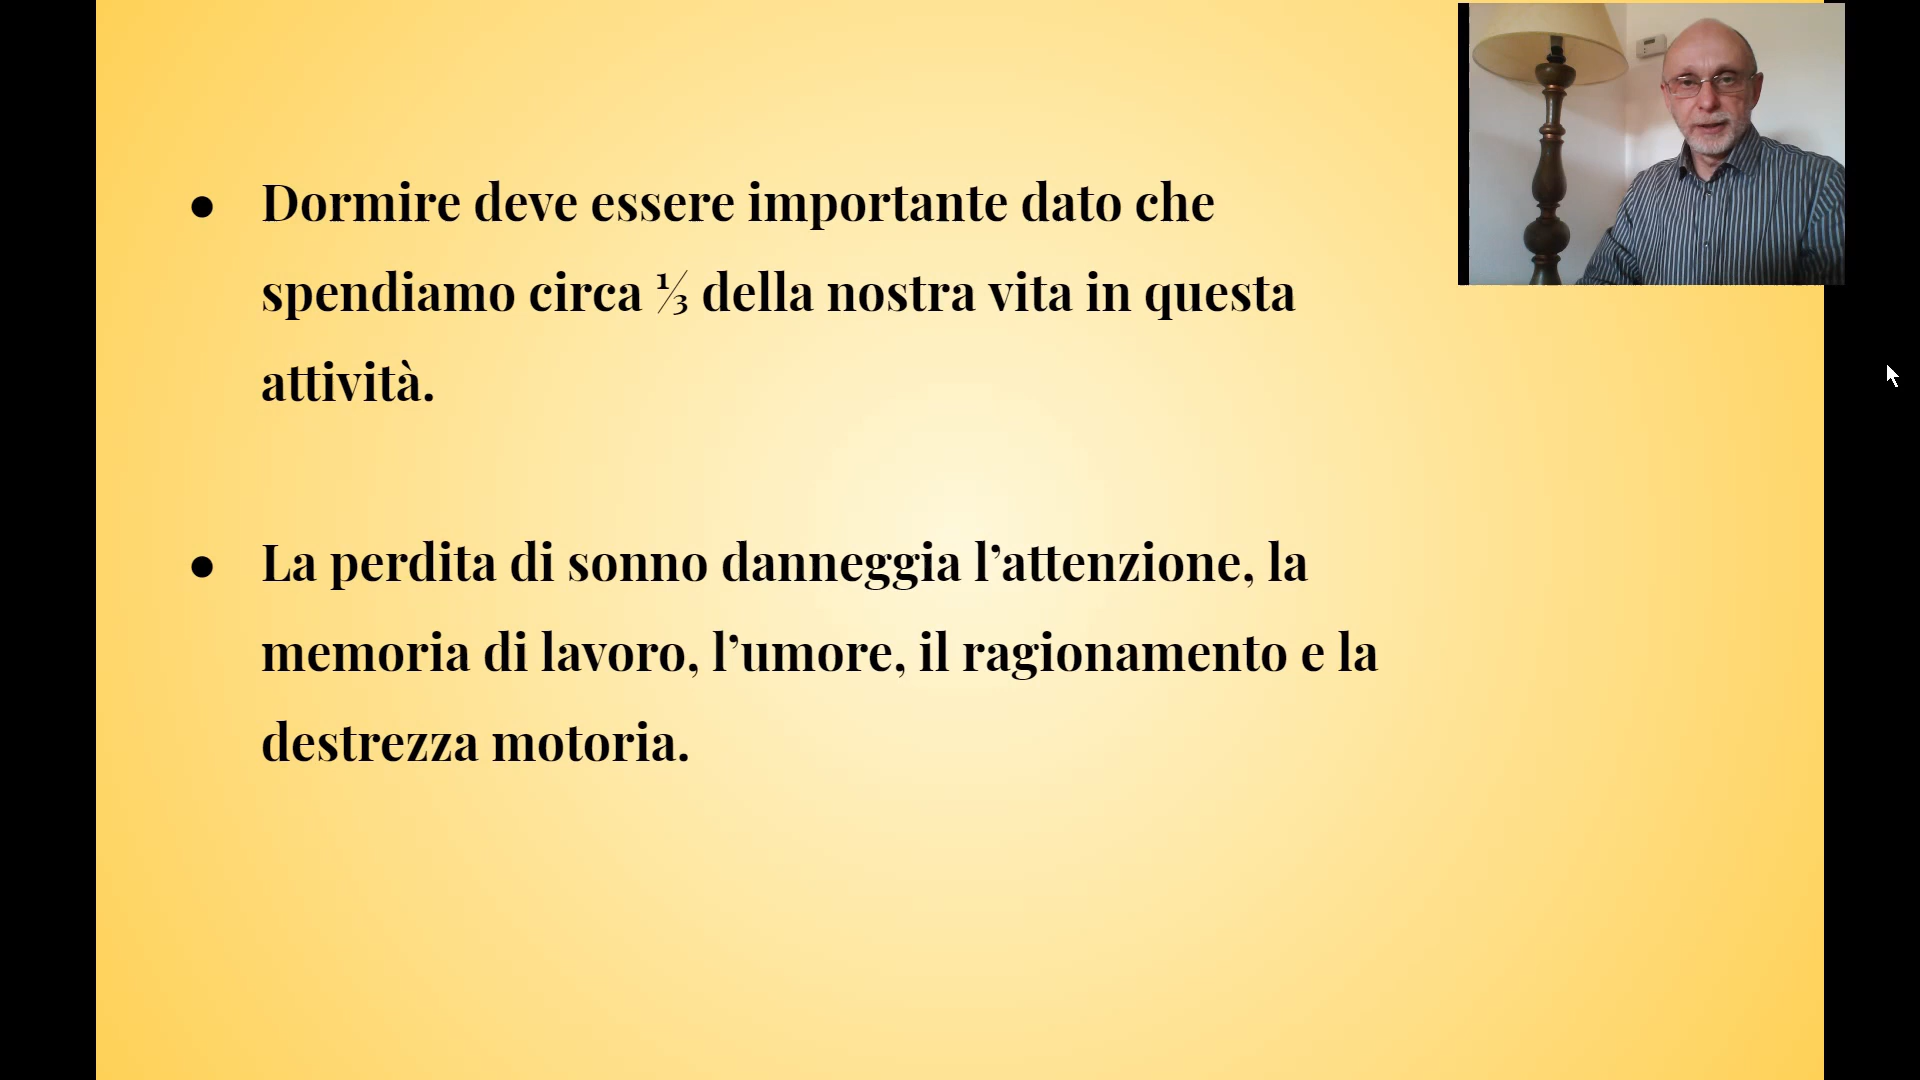 ● Dormire deve essere importante dato che
spendiamo circa ⅓ della nostra vita in questa
attività.
● La perdita di sonno danneggia l’attenzione, la
memoria di lavoro, l’umore, il ragionamento e la
destrezza motoria.